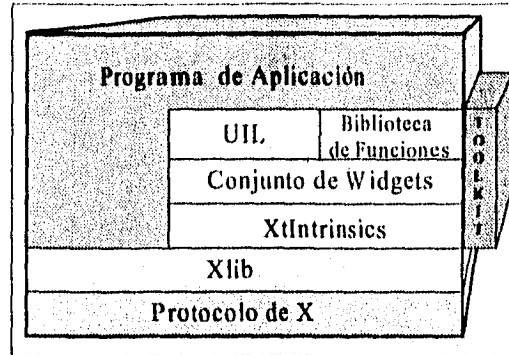 Programa de Aplicación
UIL
Biblioteca
de Funciones
TOOLKIT
Conjunto de Widgets
XtIntrinsics
Xlib
Protocolo de X